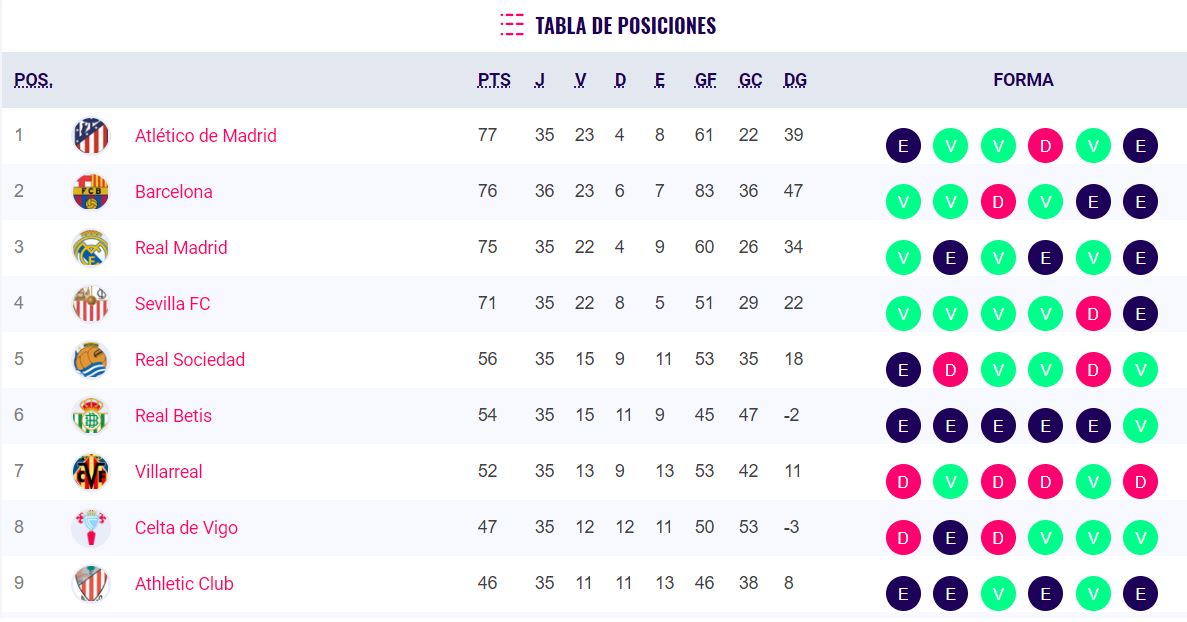 TABLA DE POSICIONES
POS. PTS J V D E GF GC DG FORMA
1 Atlético de Madrid 77 35 23 4 8 61 22 39 E V V D V E
2 FCB Barcelona 76 36 23 6 7 83 36 47 V V D V E E
3 Real Madrid 75 35 22 4 9 60 26 34 V E V E V E
4 Sevilla FC 71 35 22 8 5 51 29 22 V V V V D E
5 Real Sociedad 56 35 15 9 11 53 35 18 E D V V D V
6 Real Betis 54 35 15 11 9 45 47 -2 E E E E E V
7 CVF Villarreal 52 35 13 9 13 53 42 11 D V D D V D
8 Celta de Vigo 47 35 12 12 11 50 53 -3 D E D V V V
9 Athletic Club 46 35 11 11 13 46 38 8 E E V E V E